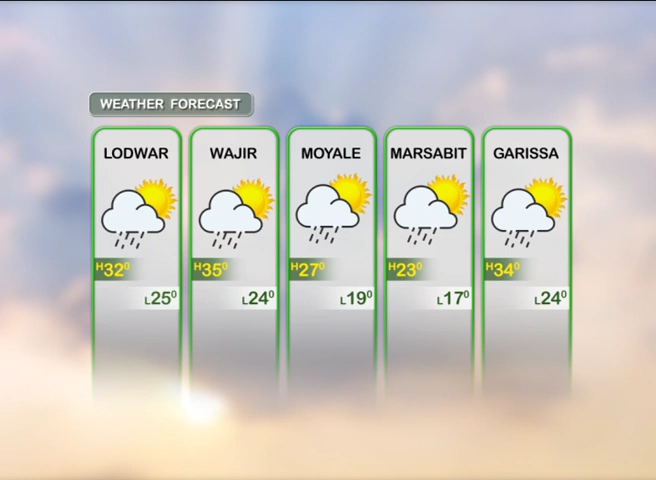 WEATHER FORECAST
LODWAR
H32⁰
L25⁰
WAJIR
H35⁰
L24⁰
MOYALE
H27⁰
L19⁰
MARSABIT
H23⁰
L17⁰
GARISSA
H34⁰
L24⁰